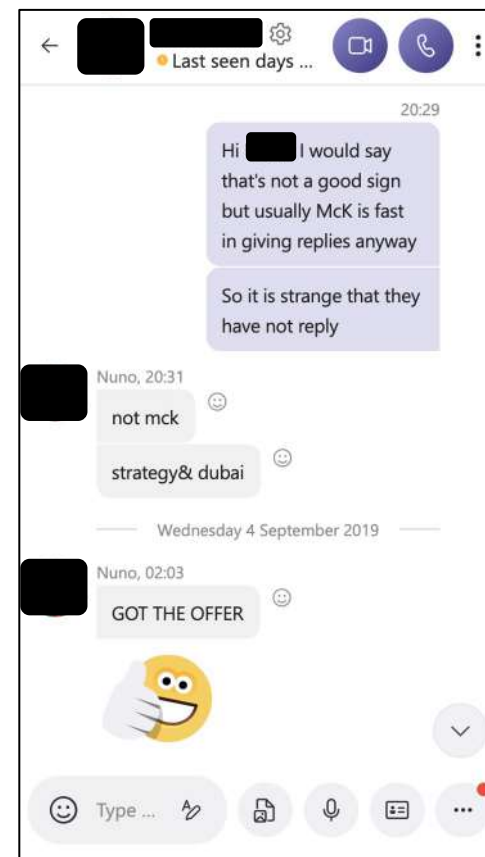 Last seen days ...
20:29
Hi I would say
that's not a good sign
but usually McK is fast
in giving replies anyway
So it is strange that they
have not reply
Nuno, 20:31
not mck
strategy& dubai
Wednesday 4 September 2019
Nuno, 02:03
GOT THE OFFER
Type ...